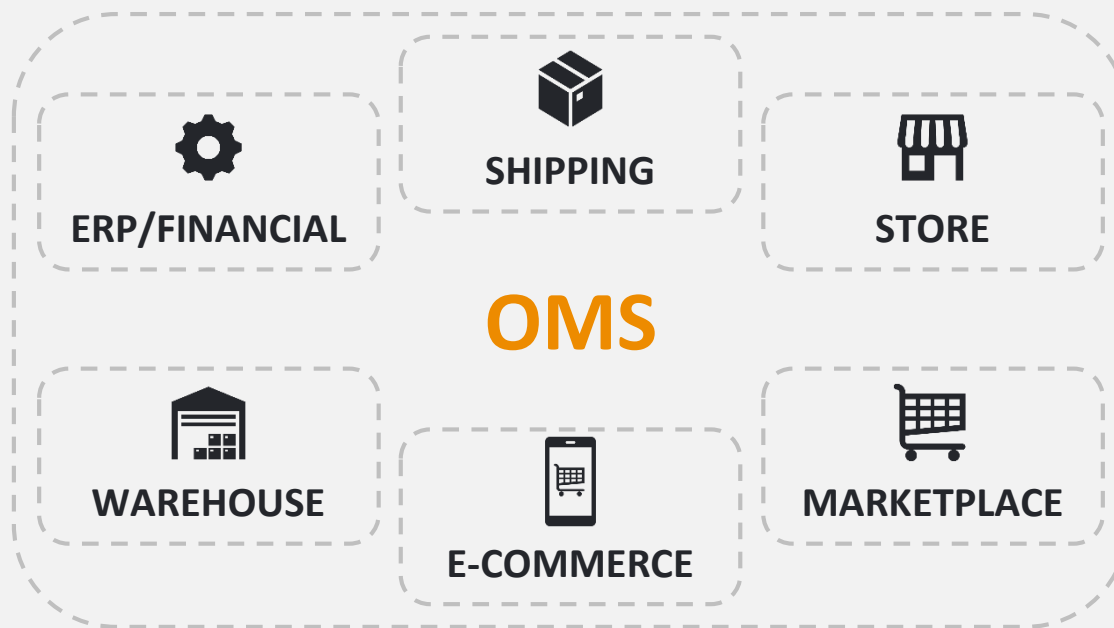 SHIPPING
ERP/FINANCIAL
STORE
OMS
WAREHOUSE
MARKETPLACE
E-COMMERCE